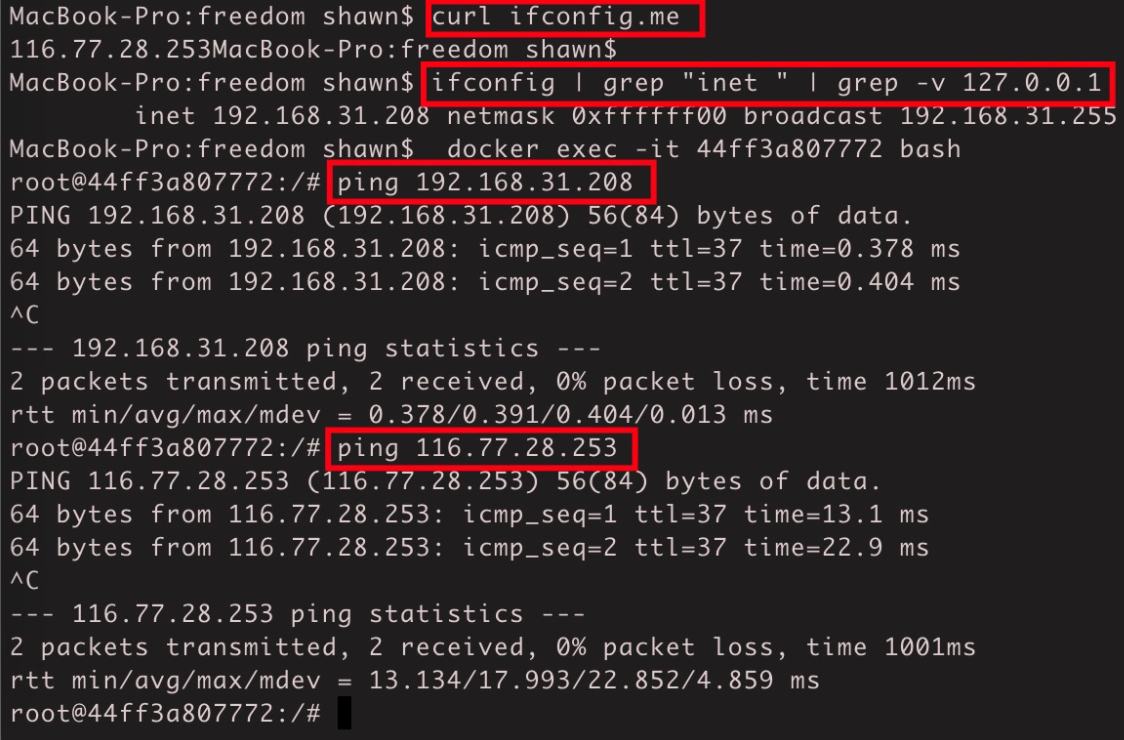 MacBook-Pro:freedom shawn$ curl ifconfig.me
116.77.28.253MacBook-Pro:freedom shawn$
MacBook-Pro:freedom shawn$ ifconfig | grep "inet " | grep -v 127.0.0.1
        inet 192.168.31.208 netmask 0xffffff00 broadcast 192.168.31.255
MacBook-Pro:freedom shawn$  docker exec -it 44ff3a807772 bash
root@44ff3a807772:/# ping 192.168.31.208
PING 192.168.31.208 (192.168.31.208) 56(84) bytes of data.
64 bytes from 192.168.31.208: icmp_seq=1 ttl=37 time=0.378 ms
64 bytes from 192.168.31.208: icmp_seq=2 ttl=37 time=0.404 ms
^C
--- 192.168.31.208 ping statistics ---
2 packets transmitted, 2 received, 0% packet loss, time 1012ms
rtt min/avg/max/mdev = 0.378/0.391/0.404/0.013 ms
root@44ff3a807772:/# ping 116.77.28.253
PING 116.77.28.253 (116.77.28.253) 56(84) bytes of data.
64 bytes from 116.77.28.253: icmp_seq=1 ttl=37 time=13.1 ms
64 bytes from 116.77.28.253: icmp_seq=2 ttl=37 time=22.9 ms
^C
--- 116.77.28.253 ping statistics ---
2 packets transmitted, 2 received, 0% packet loss, time 1001ms
rtt min/avg/max/mdev = 13.134/17.993/22.852/4.859 ms
root@44ff3a807772:/#